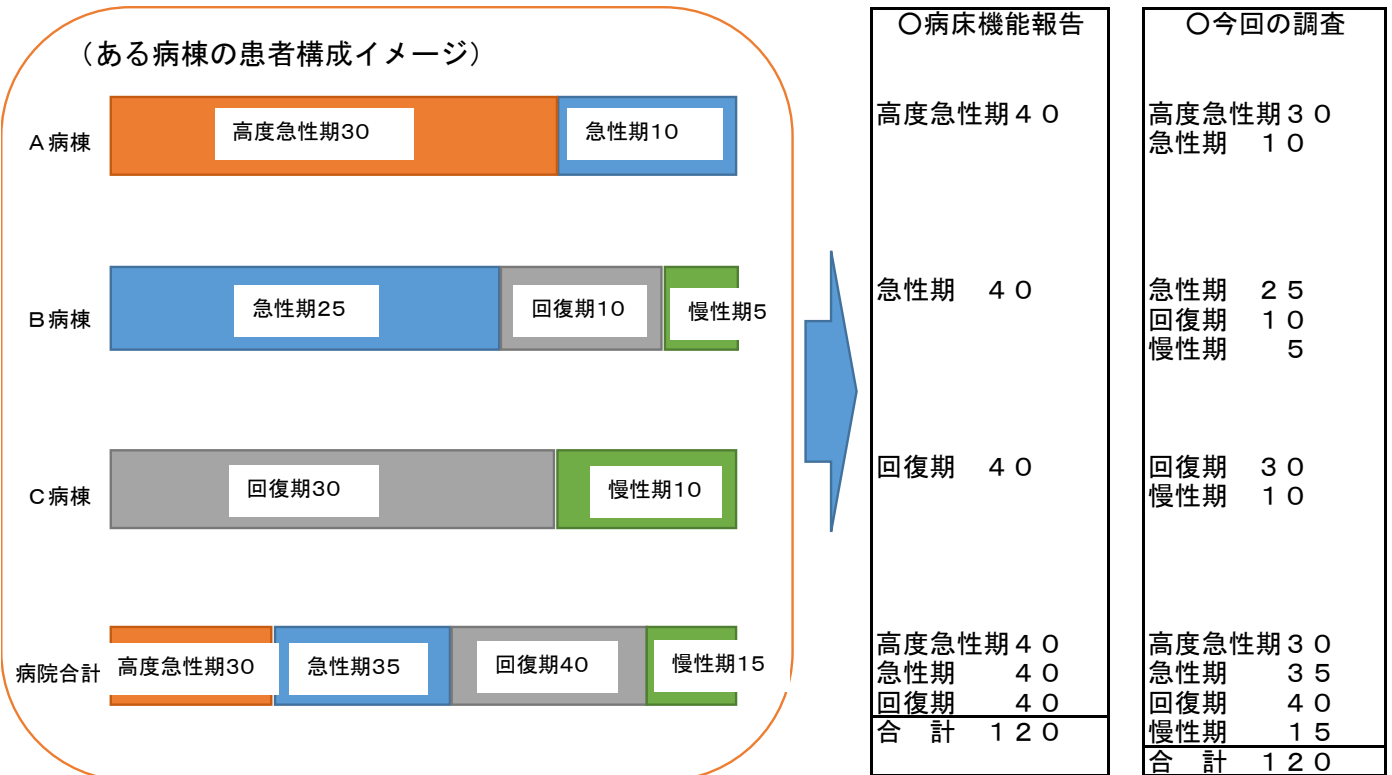 （ある病棟の患者構成イメージ）
Ａ病棟
高度急性期30
急性期10
Ｂ病棟
急性期25
回復期10
慢性期5
Ｃ病棟
回復期30
慢性期10
病院合計
高度急性期30
急性期35
回復期40
慢性期15
〇病床機能報告
高度急性期４０
急性期　４０
回復期　４０
高度急性期４０
急性期　　４０
回復期　　４０
合　計　１２０
〇今回の調査
高度急性期３０
急性期　１０
急性期　２５
回復期　１０
慢性期　　５
回復期　３０
慢性期　１０
高度急性期３０
急性期　　３５
回復期　　４０
慢性期　　１５
合　計　１２０